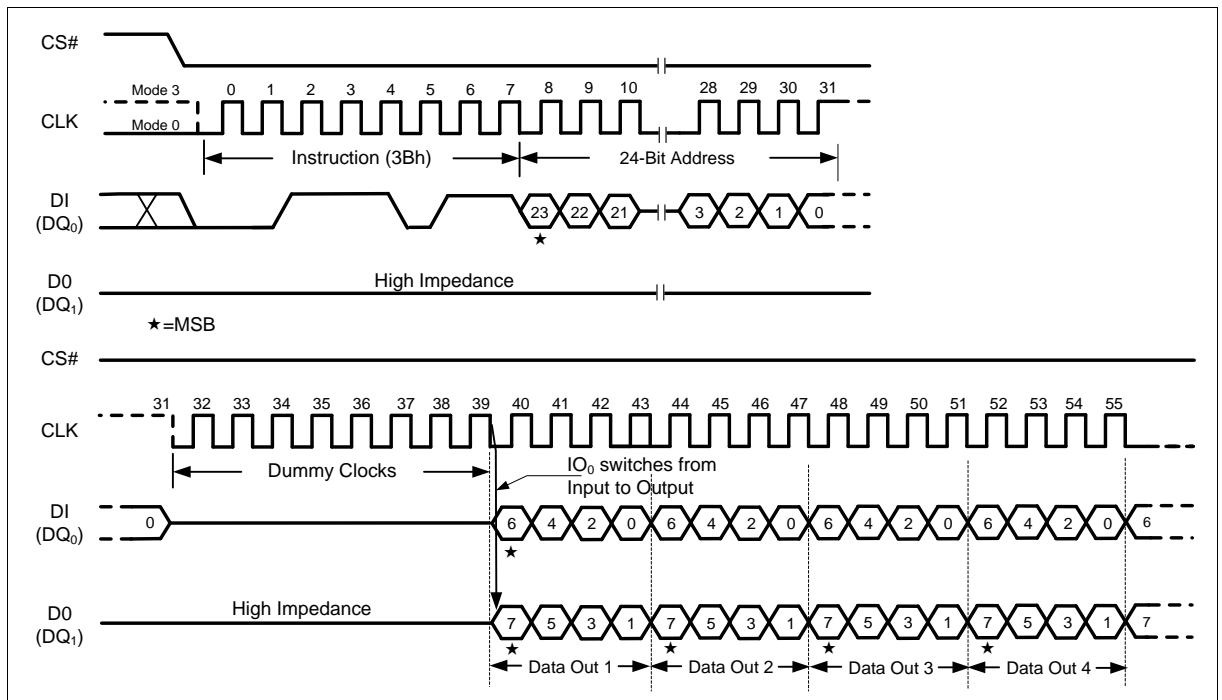 CS#
Mode 3
0 1 2 3 4 5 6 7 8 9 10 28 29 30 31
CLK
Mode 0
Instruction (3Bh) 24-Bit Address
DI
(DQ₀)
23 22 21 3 2 1 0
★
D0
(DQ₁)
High Impedance
★=MSB
CS#
31 32 33 34 35 36 37 38 39 40 41 42 43 44 45 46 47 48 49 50 51 52 53 54 55
CLK
Dummy Clocks
IO₀ switches from
Input to Output
DI
(DQ₀)
0 6 4 2 0 6 4 2 0 6 4 2 0 6 4 2 0 6
★
D0
(DQ₁)
High Impedance
7 5 3 1 7 5 3 1 7 5 3 1 7 5 3 1 7
★ ★ ★ ★
Data Out 1 Data Out 2 Data Out 3 Data Out 4